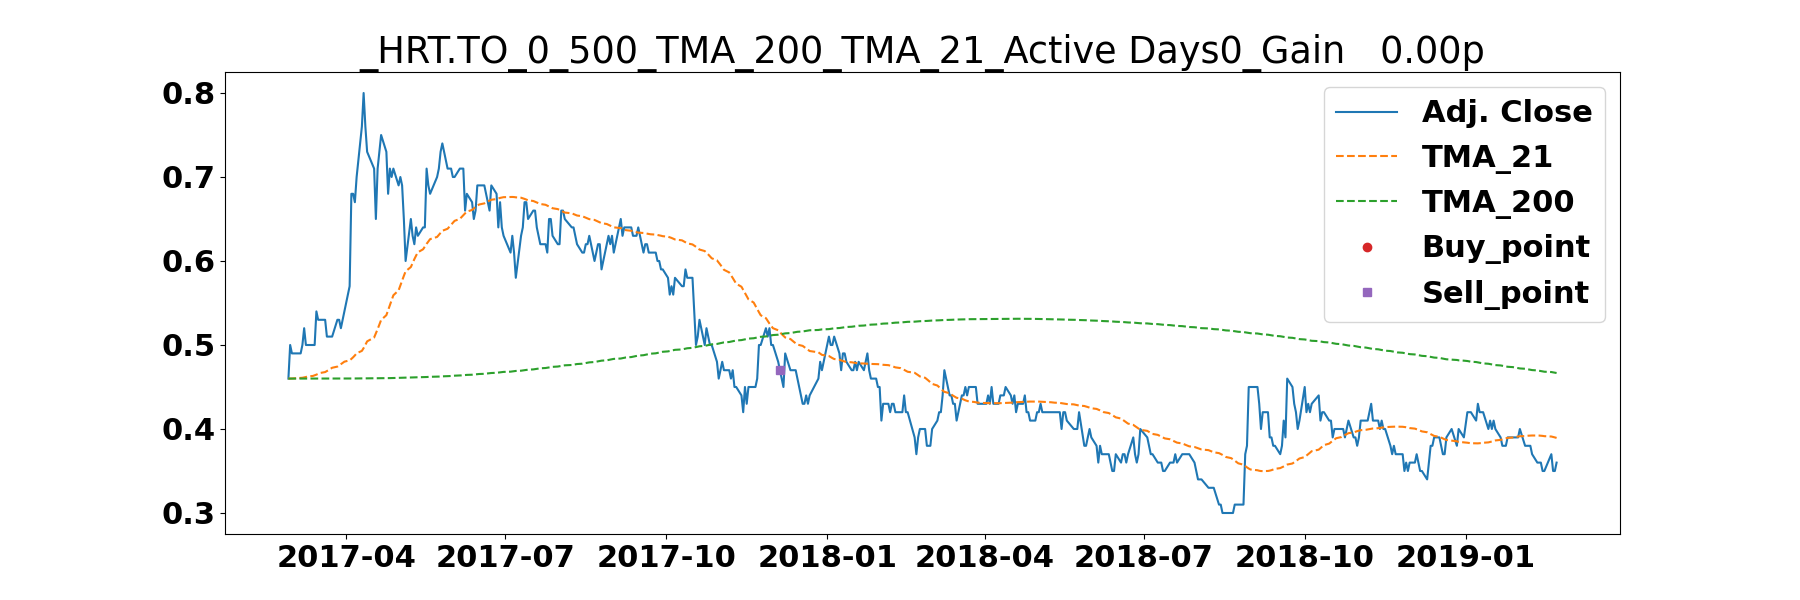 _HRT.TO_0_500_TMA_200_TMA_21_Active Days0_Gain   0.00p
0.8
0.7
0.6
0.5
0.4
0.3
Adj. Close
TMA_21
TMA_200
Buy_point
Sell_point
2017-04 2017-07 2017-10 2018-01 2018-04 2018-07 2018-10 2019-01